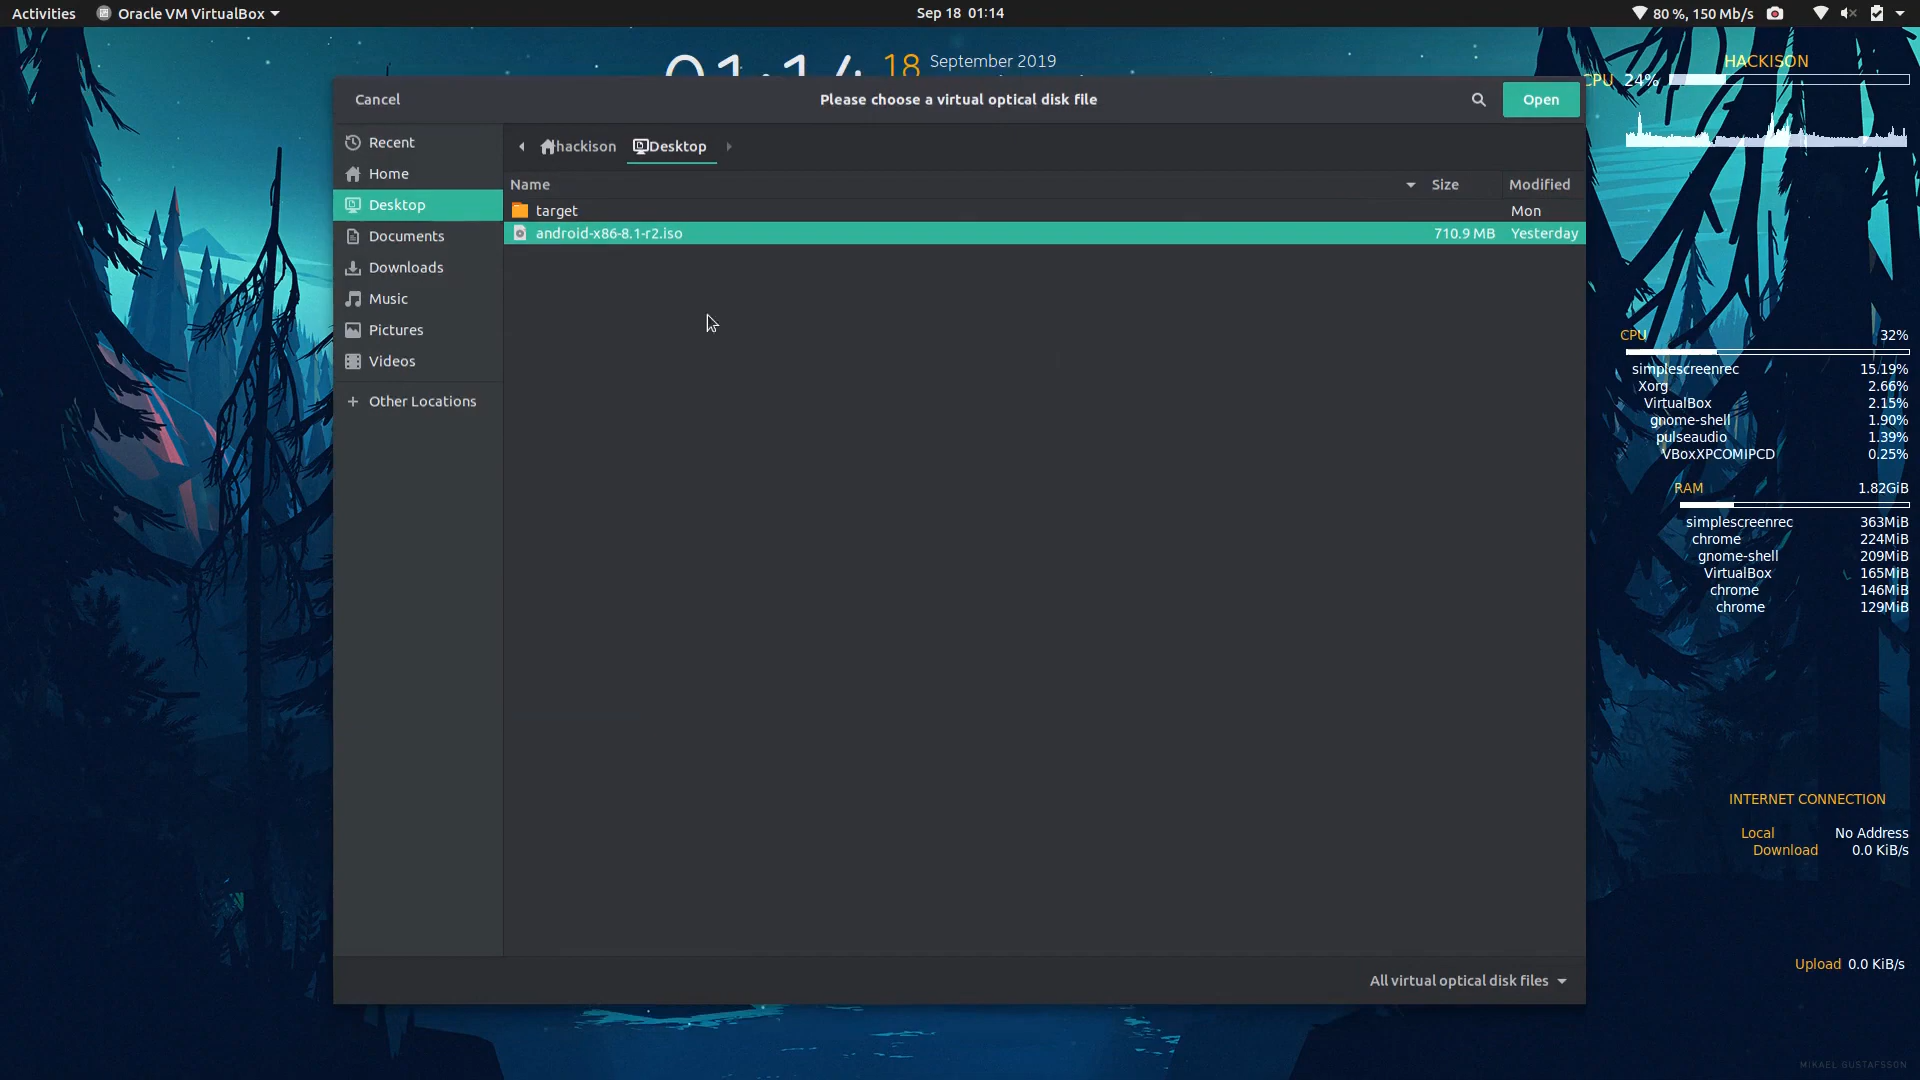 Activities Oracle VM VirtualBox Sep 18 01:14 80 %, 150 Mb/s
01:14 18 September 2019
HACKISON
CPU 24%
Cancel Please choose a virtual optical disk file Open
Recent
Home
Desktop
Documents
Downloads
Music
Pictures
Videos
Other Locations
hackison Desktop
Name Size Modified
target Mon
android-x86-8.1-r2.iso 710.9 MB Yesterday
All virtual optical disk files
CPU 32%
simplescreenrec 15.19%
Xorg 2.66%
VirtualBox 2.15%
gnome-shell 1.90%
pulseaudio 1.39%
VBoxXPCOMIPCD 0.25%
RAM 1.82GiB
simplescreenrec 363MiB
chrome 224MiB
gnome-shell 209MiB
VirtualBox 165MiB
chrome 146MiB
chrome 129MiB
INTERNET CONNECTION
Local No Address
Download 0.0 KiB/s
Upload 0.0 KiB/s
MIKAEL GUSTAFSSON